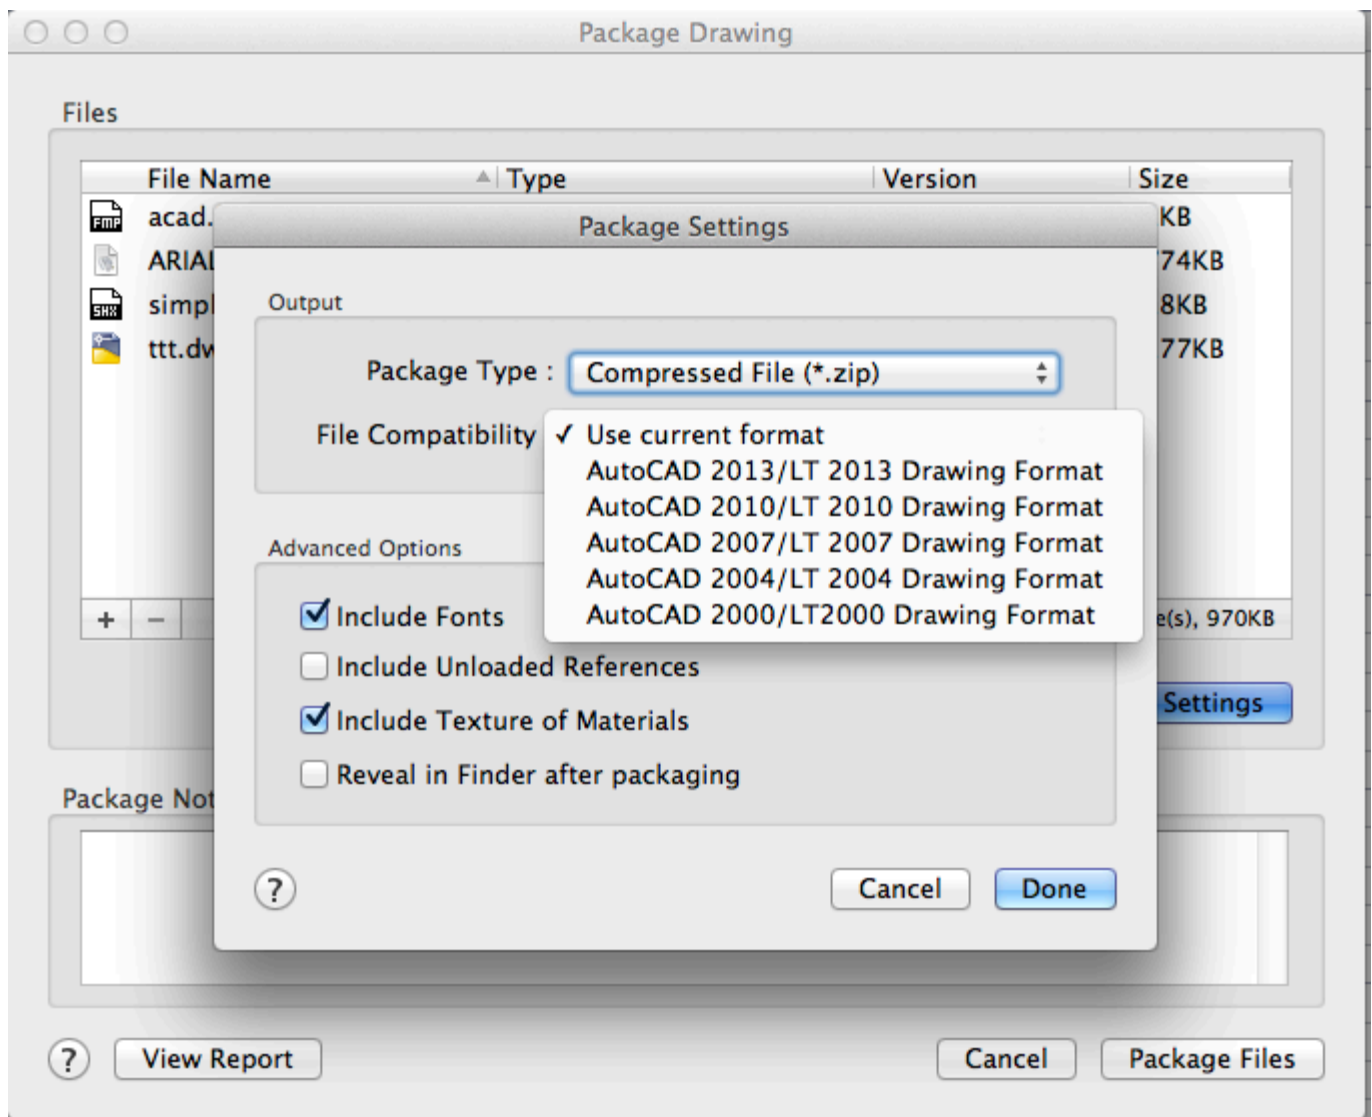 Package Drawing
Files
File Name Type Version Size
FMP acad. KB
ARIAL 74KB
SHX simpl 8KB
ttt.dw 77KB
Package Settings
Output
Package Type : Compressed File (*.zip)
File Compatibility ✓ Use current format
AutoCAD 2013/LT 2013 Drawing Format
AutoCAD 2010/LT 2010 Drawing Format
AutoCAD 2007/LT 2007 Drawing Format
AutoCAD 2004/LT 2004 Drawing Format
AutoCAD 2000/LT2000 Drawing Format
Advanced Options
Include Fonts
+ − e(s), 970KB
Include Unloaded References
Settings
Include Texture of Materials
Reveal in Finder after packaging
Package Not
? Cancel Done
? View Report Cancel Package Files